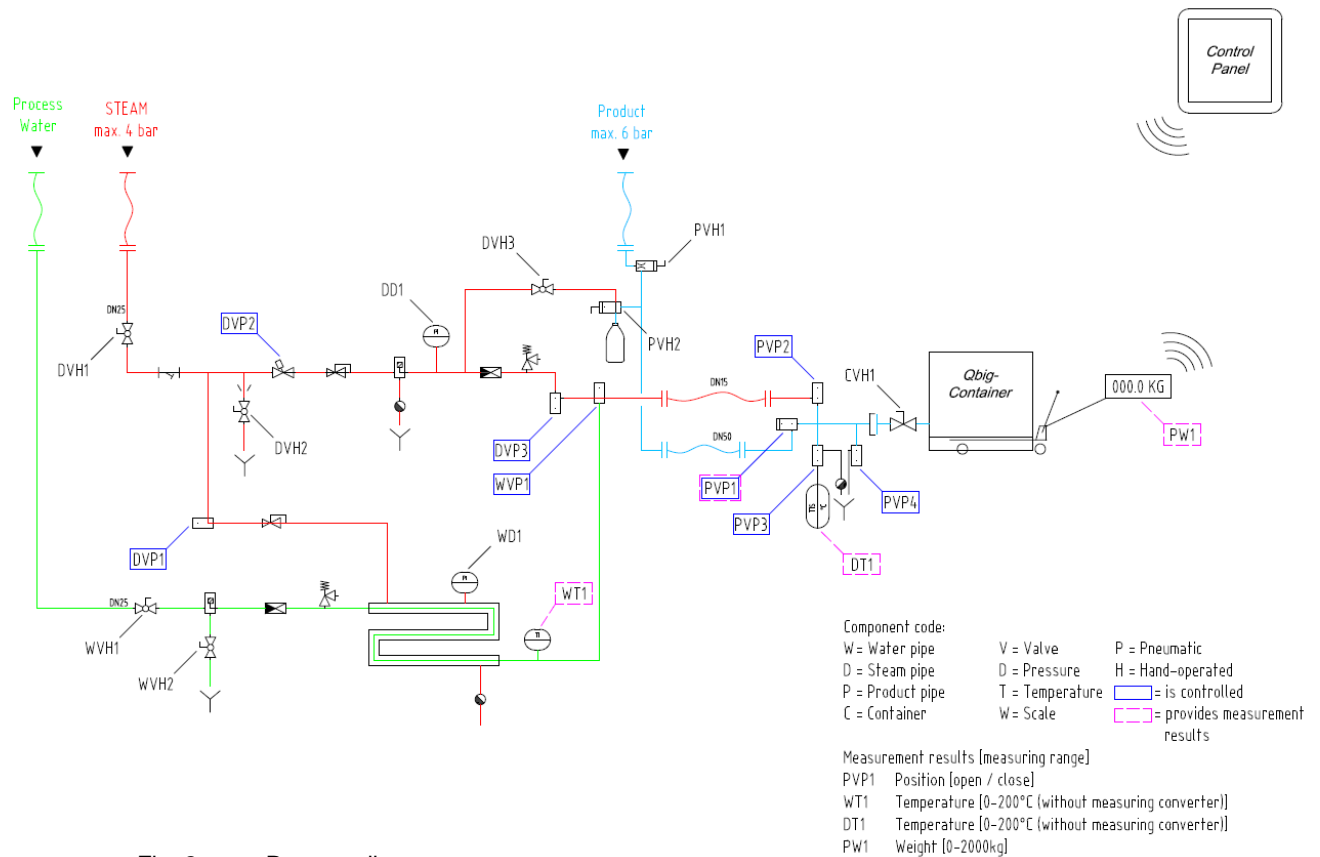 Control
Panel
Process
Water
STEAM
max. 4 bar
Product
max. 6 bar
PVH1
DVH3
DD1
PI
DN25
DVP2
PVH2
DVH1
PVP2
CVH1
Qbig-
Container
000.0 KG
DN15
DVH2
DVP3
PW1
DN50
WVP1
PVP1
PVP4
PVP3
TIS
°C
DVP1
WD1
PI
DT1
WT1
DN25
TI
WVH1
WVH2
Component code:
W = Water pipe V = Valve P = Pneumatic
D = Steam pipe D = Pressure H = Hand-operated
P = Product pipe T = Temperature = is controlled
C = Container W = Scale = provides measurement
results
Measurement results [measuring range]
PVP1 Position [open / close]
WT1 Temperature [0-200°C (without measuring converter)]
DT1 Temperature [0-200°C (without measuring converter)]
PW1 Weight [0-2000kg]